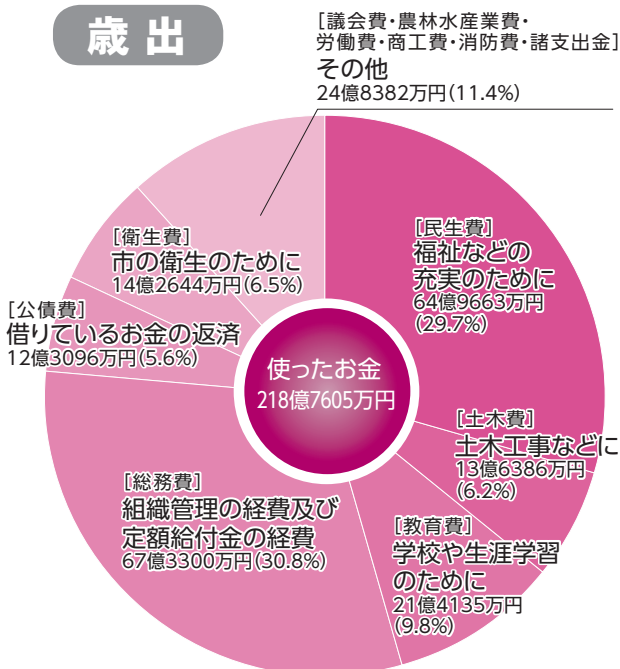 歳出
[議会費・農林水産業費・
労働費・商工費・消防費・諸支出金]
その他
24億8382万円(11.4%)
[民生費]
福祉などの
充実のために
64億9663万円
(29.7%)
[土木費]
土木工事などに
13億6386万円
(6.2%)
[教育費]
学校や生涯学習
のために
21億4135万円
(9.8%)
[総務費]
組織管理の経費及び
定額給付金の経費
67億3300万円(30.8%)
[公債費]
借りているお金の返済
12億3096万円(5.6%)
[衛生費]
市の衛生のために
14億2644万円(6.5%)
使ったお金
218億7605万円